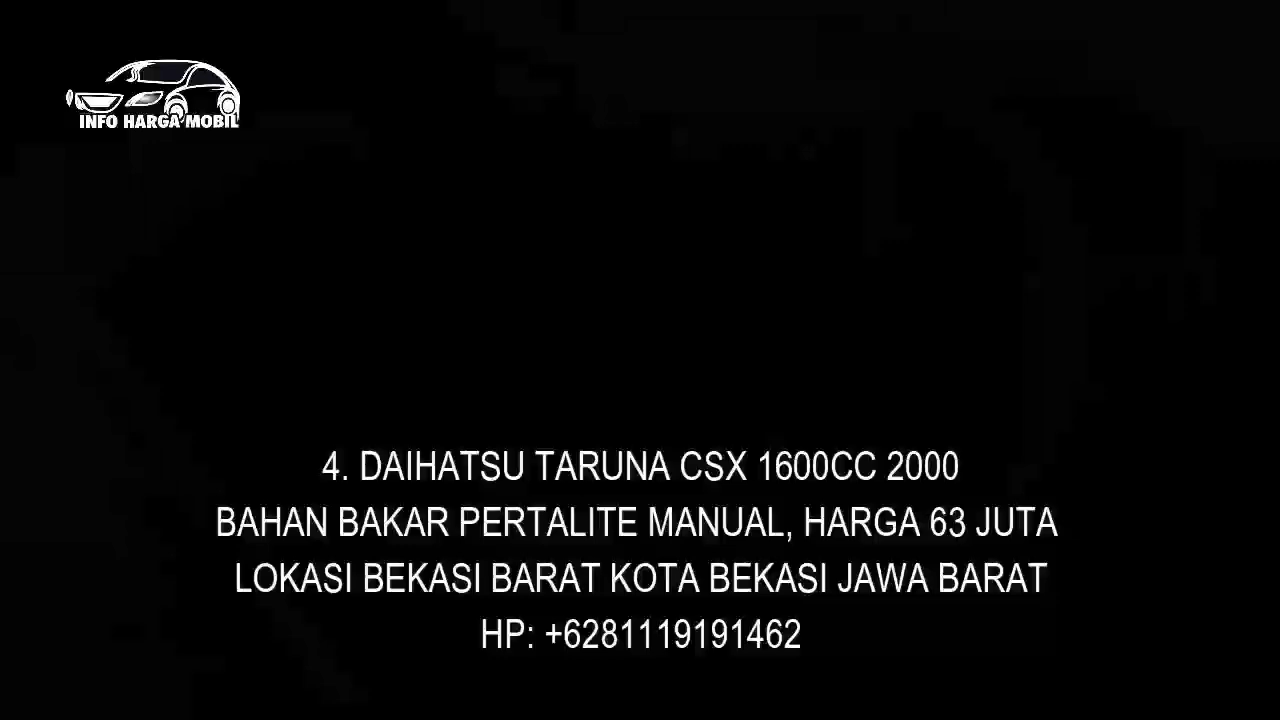 INFO HARGA MOBIL
4. DAIHATSU TARUNA CSX 1600CC 2000
BAHAN BAKAR PERTALITE MANUAL, HARGA 63 JUTA
LOKASI BEKASI BARAT KOTA BEKASI JAWA BARAT
HP: +6281119191462